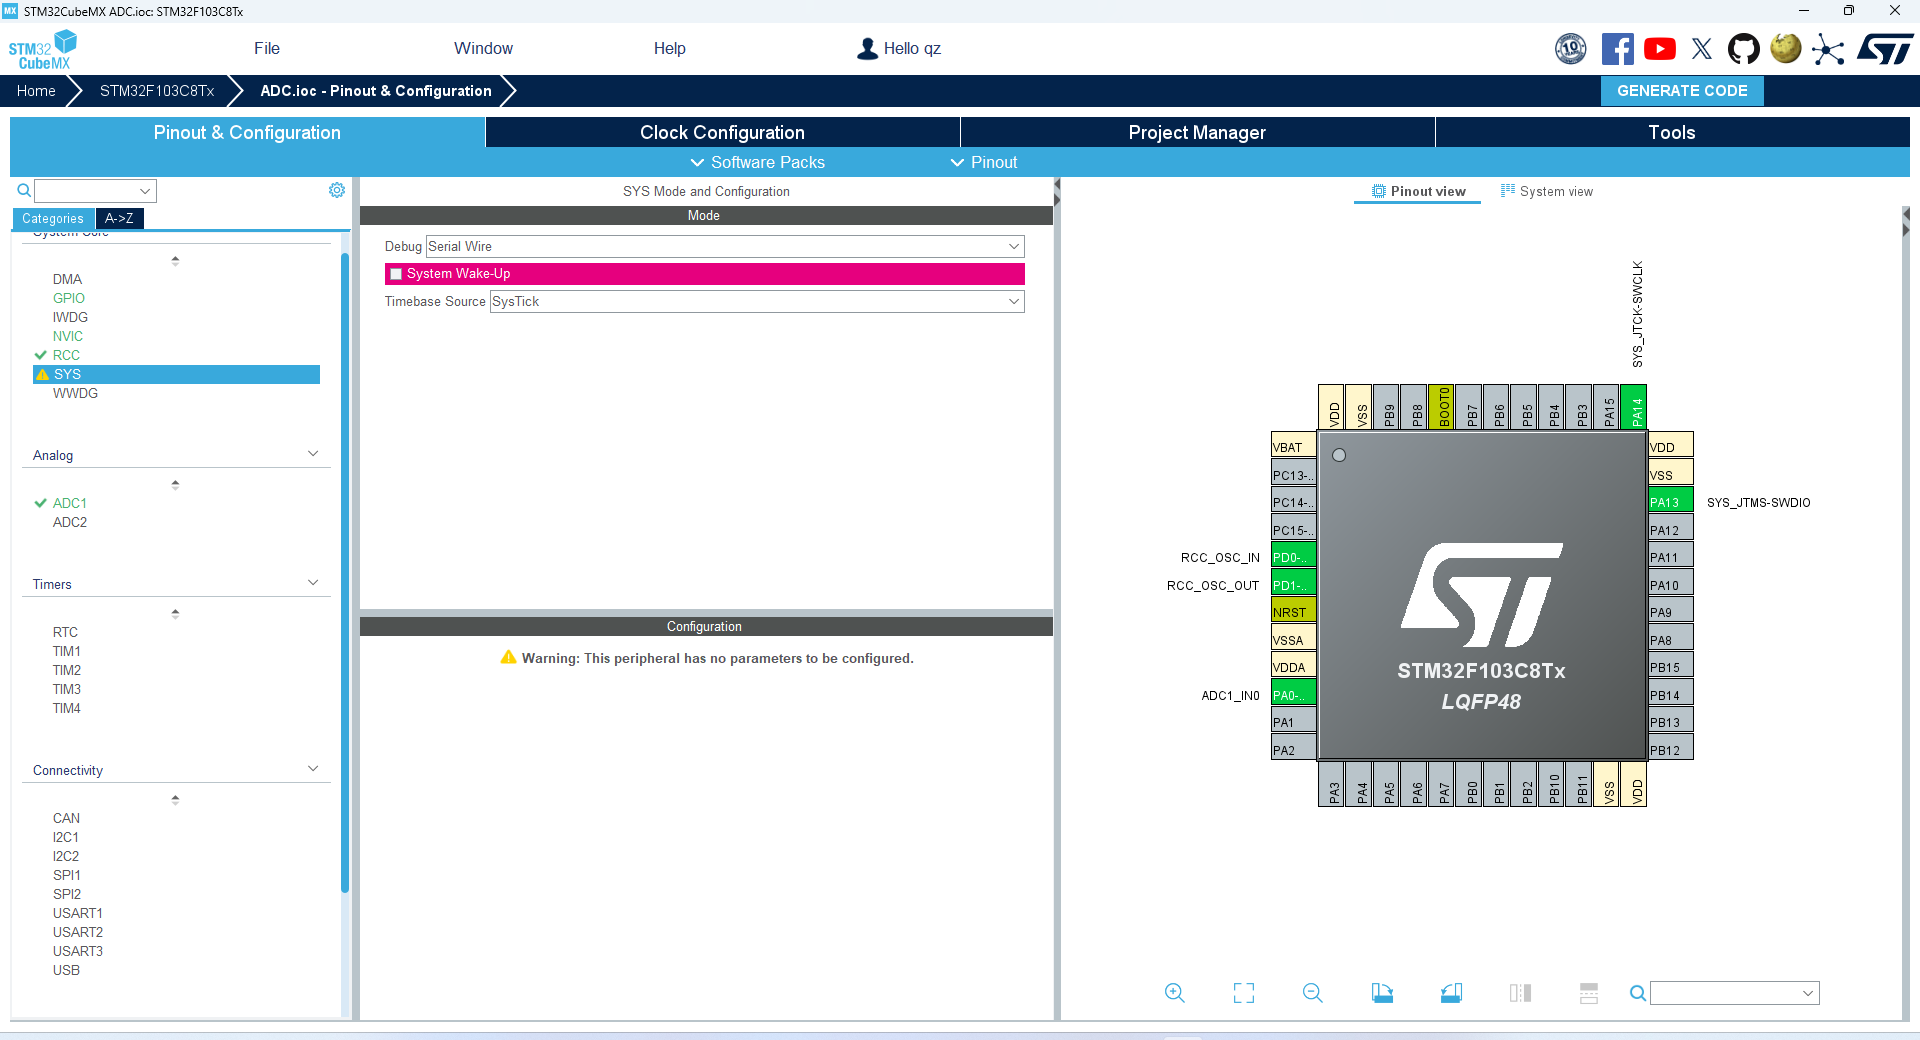 MX STM32CubeMX ADC.ioc: STM32F103C8Tx
STM32
CubeMX
File
Window
Help
Hello qz
10
Home
STM32F103C8Tx
ADC.ioc - Pinout & Configuration
GENERATE CODE
Pinout & Configuration
Clock Configuration
Project Manager
Tools
Software Packs
Pinout
Categories
A->Z
System Core
DMA
GPIO
IWDG
NVIC
RCC
SYS
WWDG
Analog
ADC1
ADC2
Timers
RTC
TIM1
TIM2
TIM3
TIM4
Connectivity
CAN
I2C1
I2C2
SPI1
SPI2
USART1
USART2
USART3
USB
SYS Mode and Configuration
Mode
Debug Serial Wire
System Wake-Up
Timebase Source SysTick
Configuration
Warning: This peripheral has no parameters to be configured.
Pinout view
System view
SYS_JTCK-SWCLK
VDD
VSS
PB9
PB8
BOOT0
PB7
PB6
PB5
PB4
PB3
PA15
PA14
VBAT
PC13-..
PC14-..
PC15-..
RCC_OSC_IN PD0-..
RCC_OSC_OUT PD1-..
NRST
VSSA
VDDA
ADC1_IN0 PA0-..
PA1
PA2
STM32F103C8Tx
LQFP48
VDD
VSS
PA13 SYS_JTMS-SWDIO
PA12
PA11
PA10
PA9
PA8
PB15
PB14
PB13
PB12
PA3
PA4
PA5
PA6
PA7
PB0
PB1
PB2
PB10
PB11
VSS
VDD